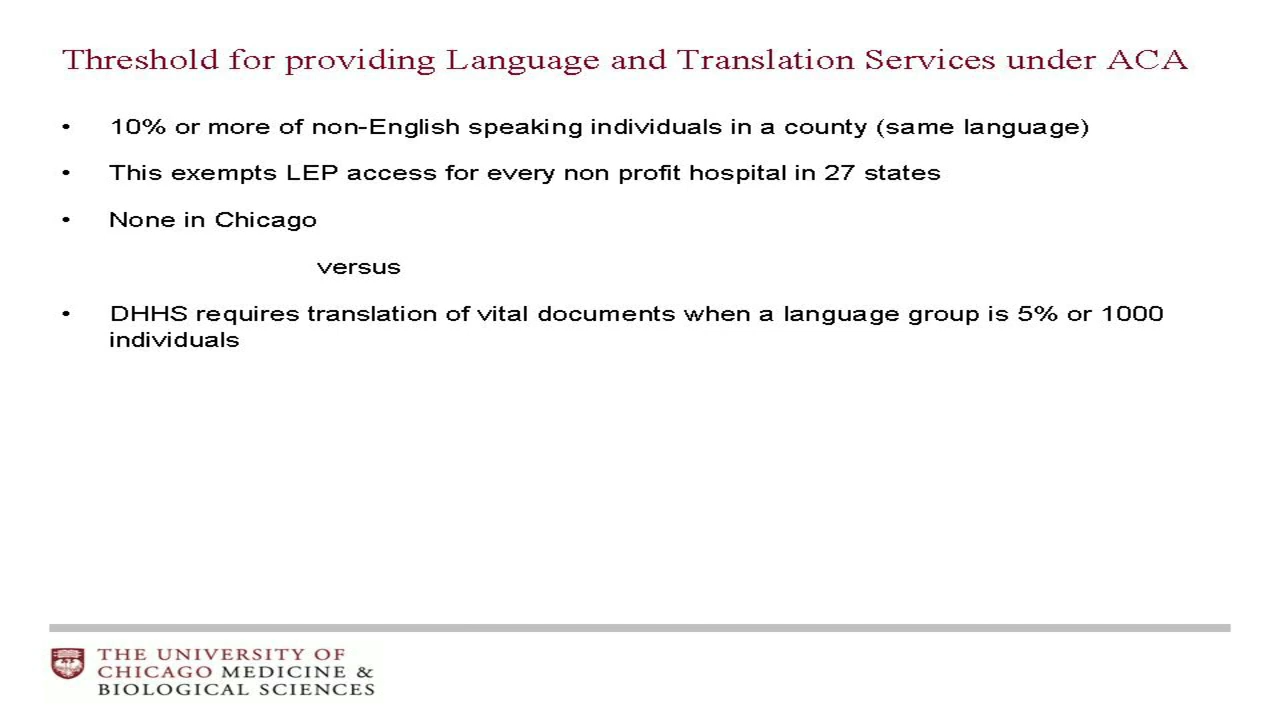 Threshold for providing Language and Translation Services under ACA
• 10% or more of non-English speaking individuals in a county (same language)
• This exempts LEP access for every non profit hospital in 27 states
• None in Chicago
versus
• DHHS requires translation of vital documents when a language group is 5% or 1000
individuals
THE UNIVERSITY OF
CHICAGO MEDICINE &
BIOLOGICAL SCIENCES